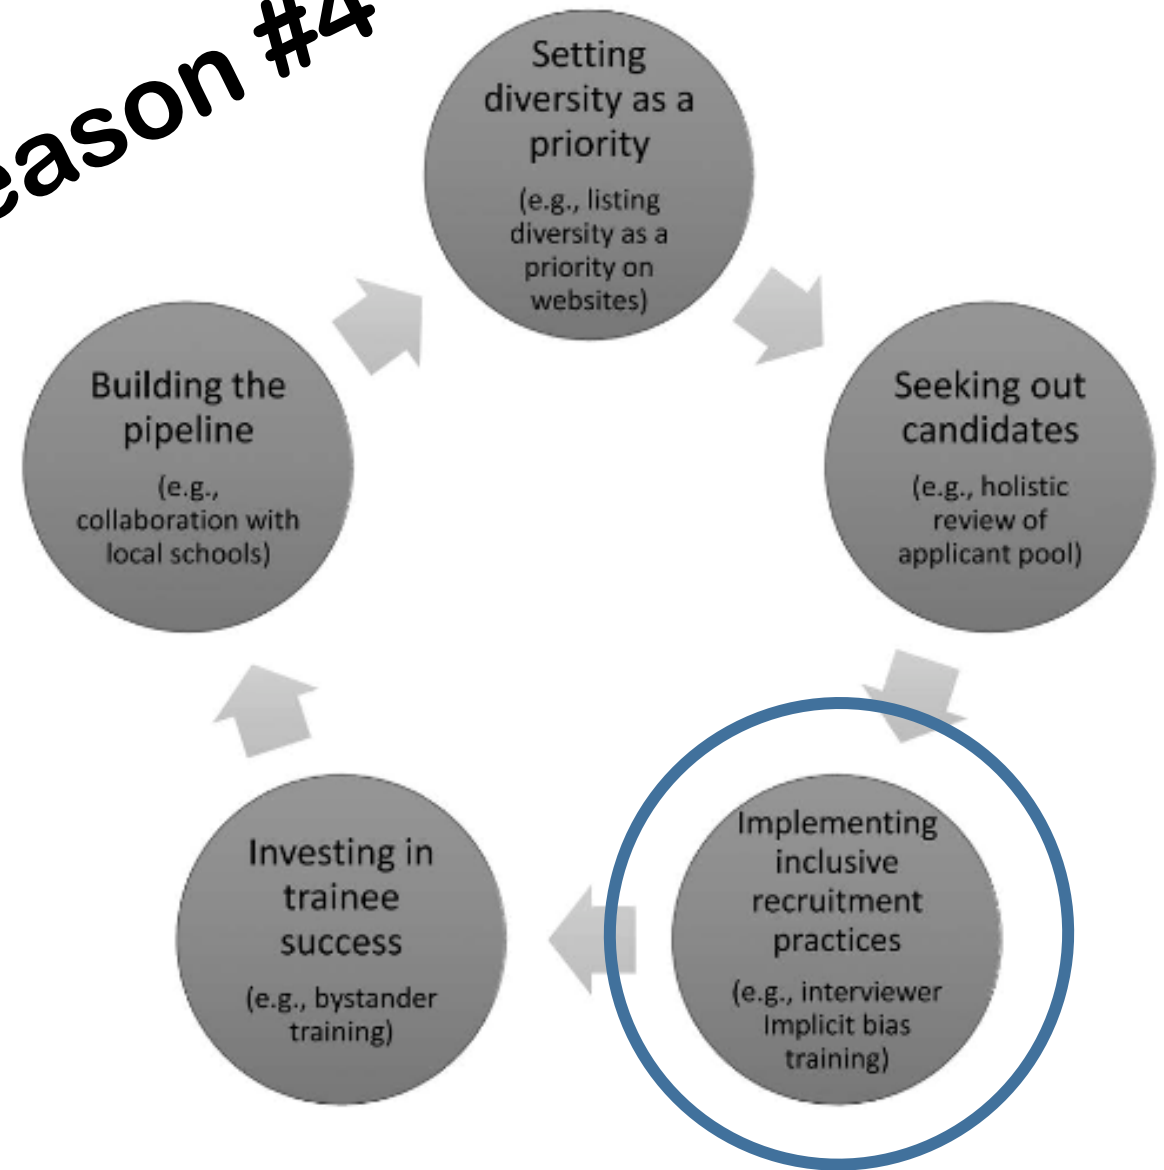 eason #4
Setting
diversity as a
priority
(e.g., listing
diversity as a
priority on
websites)
Seeking out
candidates
(e.g., holistic
review of
applicant pool)
Implementing
inclusive
recruitment
practices
(e.g., interviewer
Implicit bias
training)
Investing in
trainee
success
(e.g., bystander
training)
Building the
pipeline
(e.g.,
collaboration with
local schools)